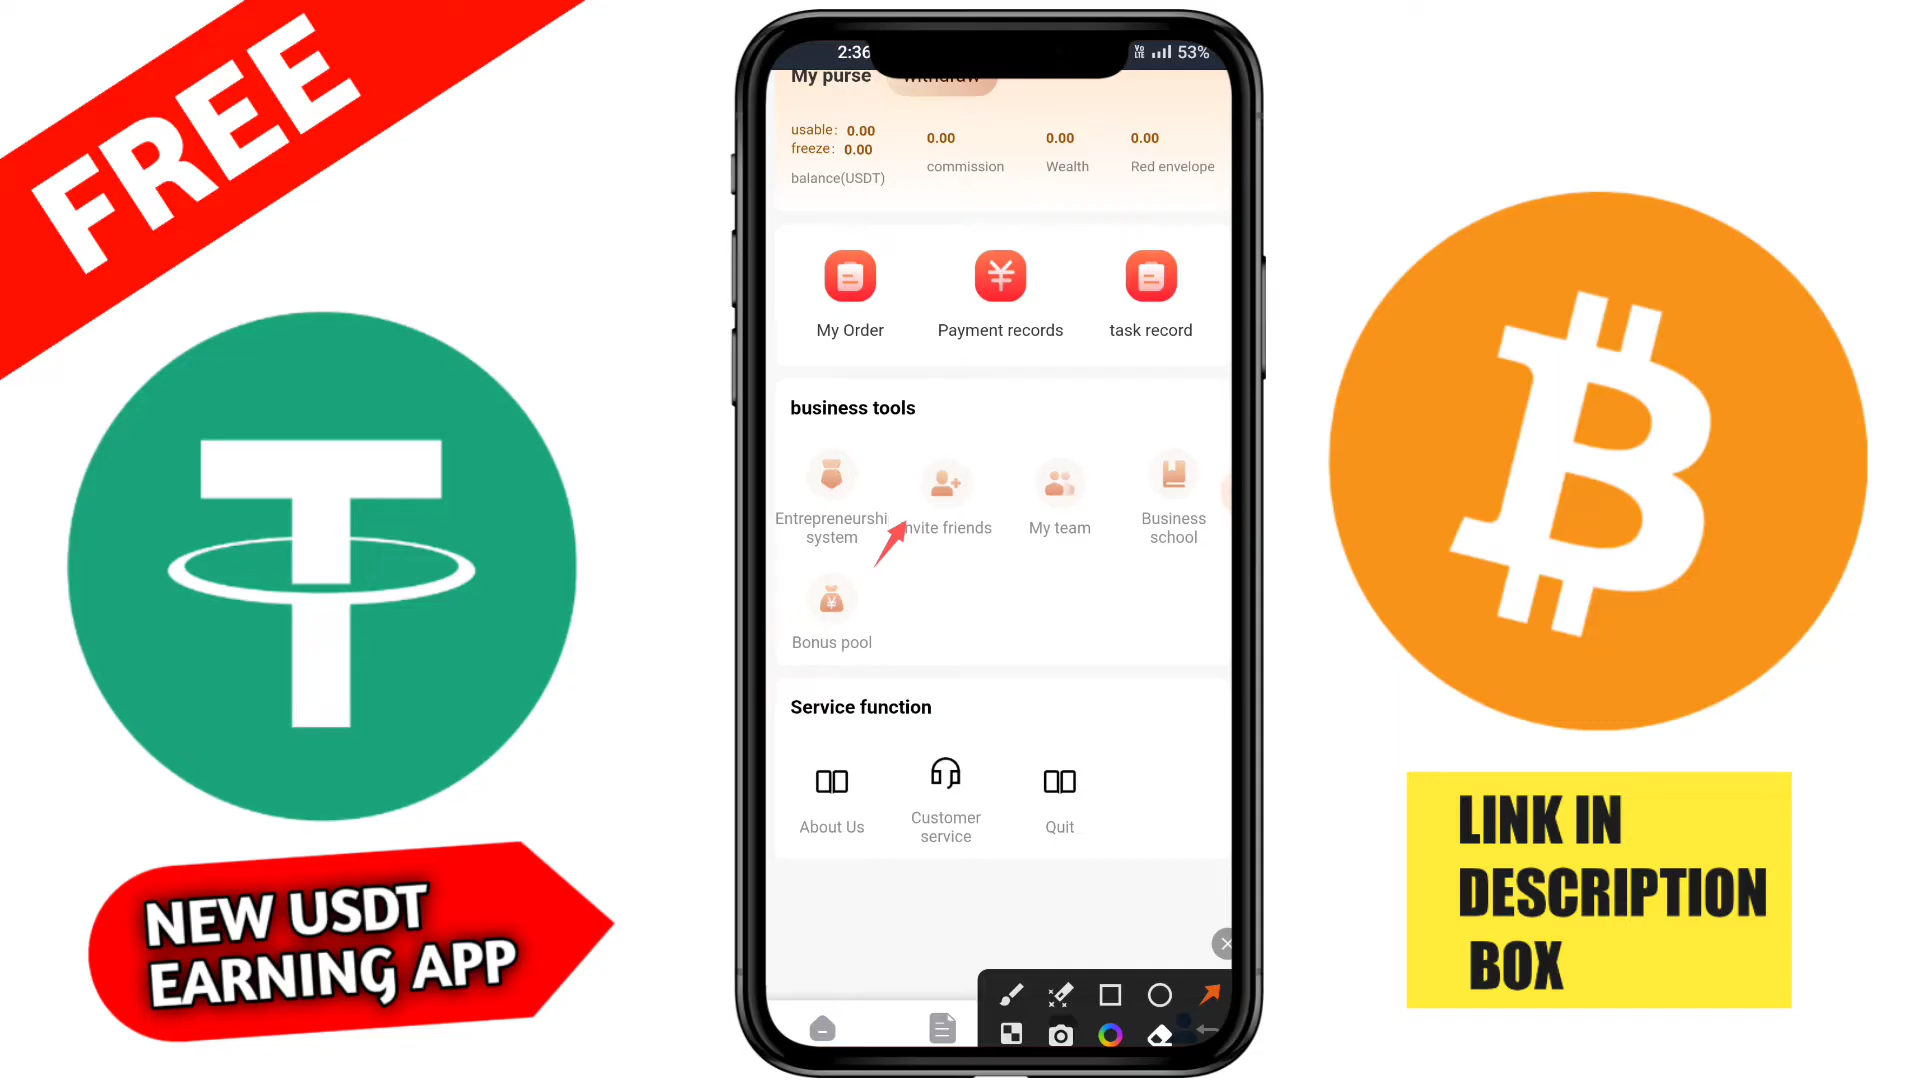 FREE
2:36
53%
My purse
withdraw
usable: 0.00
freeze: 0.00
balance(USDT)
0.00
commission
0.00
Wealth
0.00
Red envelope
My Order
Payment records
task record
business tools
Entrepreneurshi
system
nvite friends
My team
Business
school
Bonus pool
Service function
About Us
Customer
service
Quit
NEW USDT
EARNING APP
LINK IN
DESCRIPTION
BOX